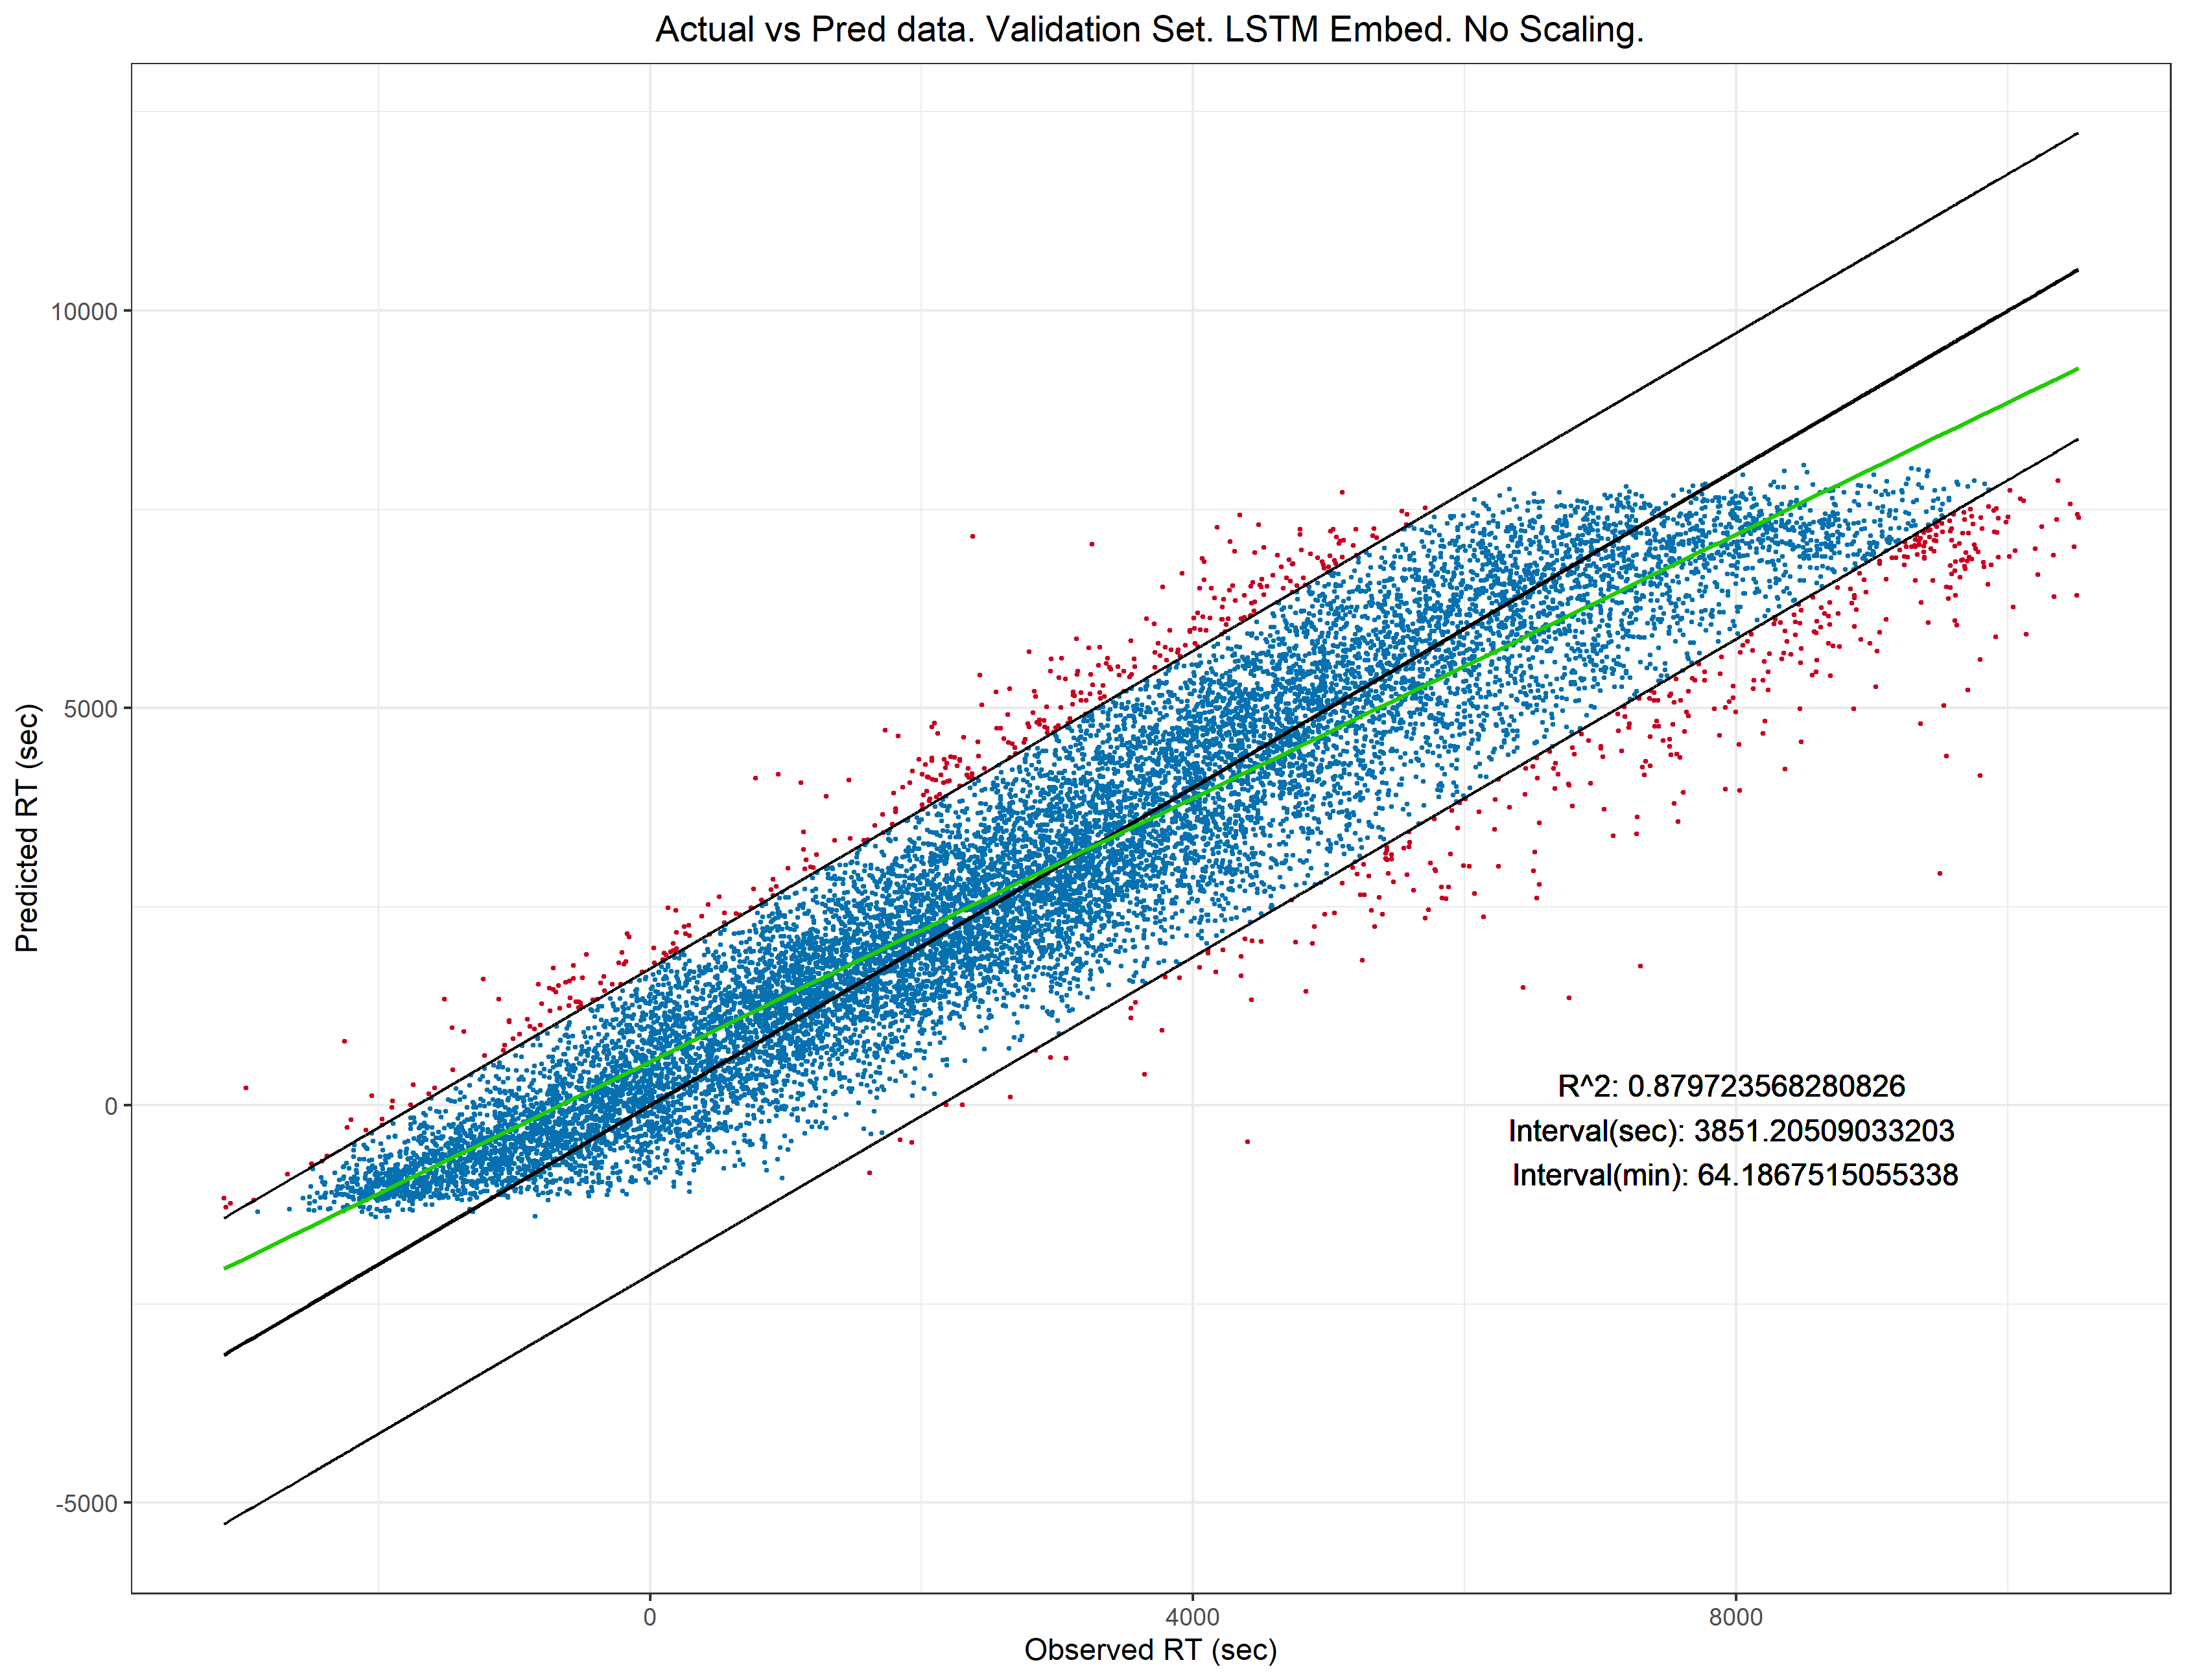 Actual vs Pred data. Validation Set. LSTM Embed. No Scaling.
10000
5000
0
-5000
Predicted RT (sec)
R^2: 0.879723568280826
Interval(sec): 3851.20509033203
Interval(min): 64.1867515055338
0
4000
8000
Observed RT (sec)